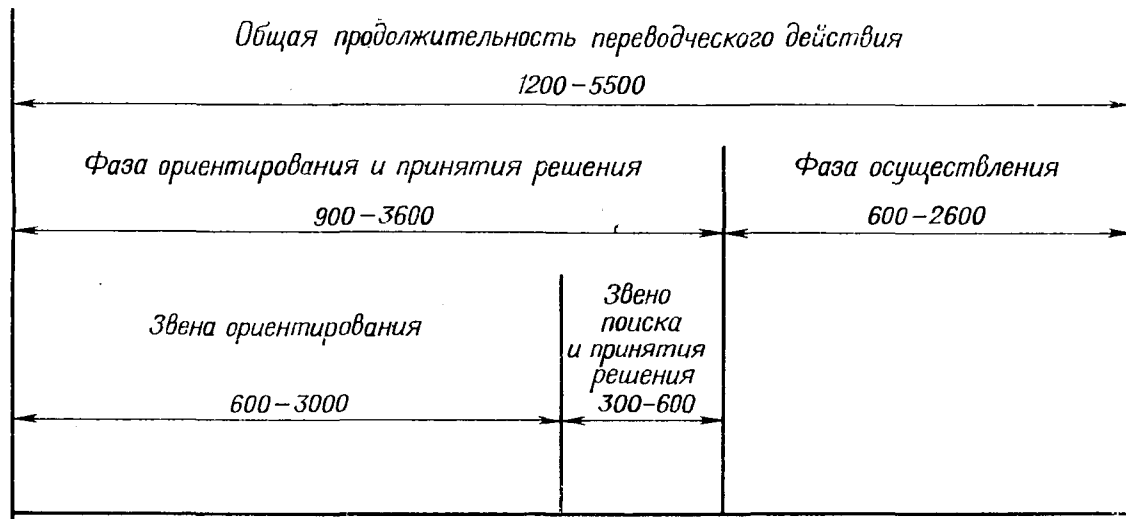 Общая продолжительность переводческого действия
1200–5500
Фаза ориентирования и принятия решения
900–3600
Фаза осуществления
600–2600
Звена ориентирования
600–3000
Звено
поиска
и принятия
решения
300–600